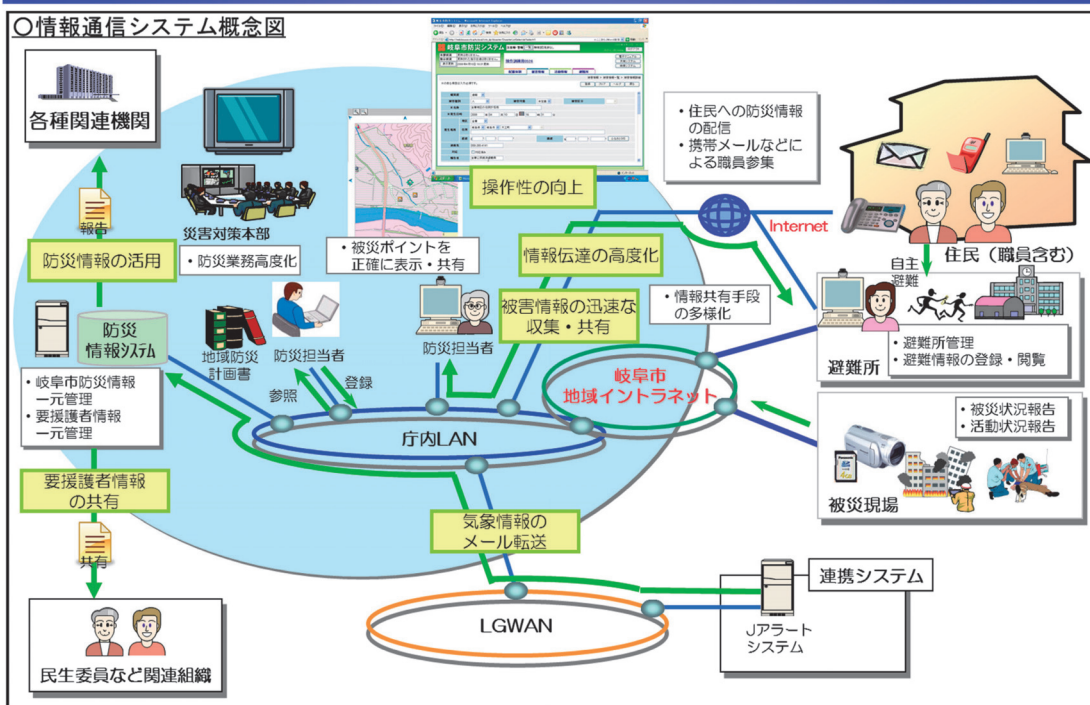 〇情報通信システム概念図
各種関連機関
報告
防災情報の活用
災害対策本部
・防災業務高度化
岐阜市防災システム
操作性の向上
・被災ポイントを
正確に表示・共有
・住民への防災情報
の配信
・携帯メールなどに
よる職員参集
Internet
住民（職員含む）
自主
避難
情報伝達の高度化
被害情報の迅速な
収集・共有
・情報共有手段
の多様化
避難所
・避難所管理
・避難情報の登録・閲覧
防災
情報システム
・岐阜市防災情報
一元管理
・要援護者情報
一元管理
地域防災
計画書
防災担当者
参照
登録
防災担当者
岐阜市
地域イントラネット
庁内LAN
・被災状況報告
・活動状況報告
被災現場
要援護者情報
の共有
共有
民生委員など関連組織
気象情報の
メール転送
LGWAN
連携システム
Jアラート
システム